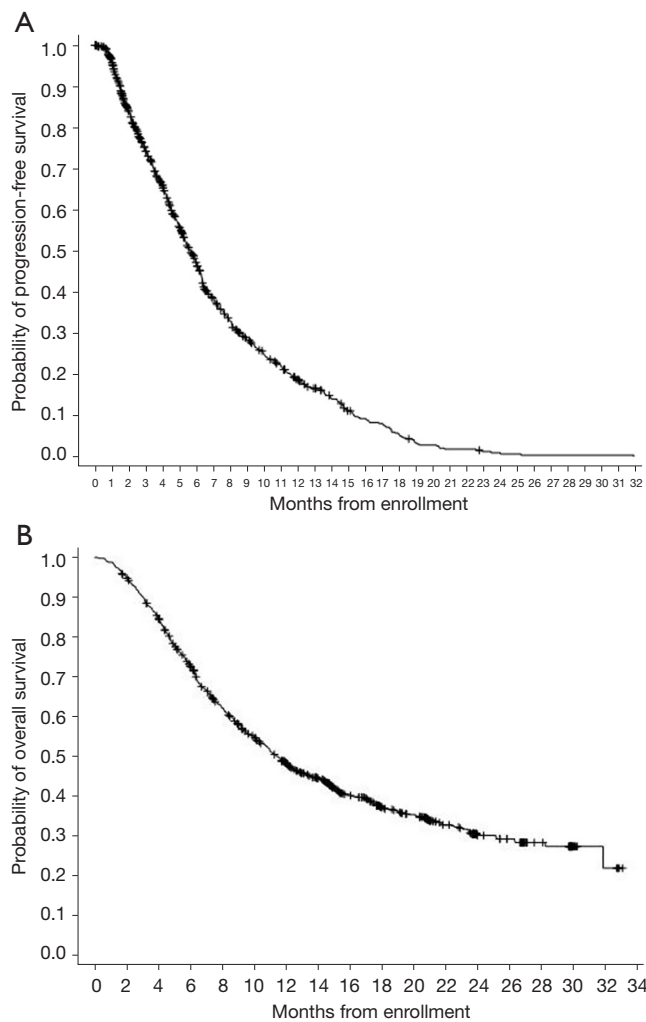 A
1.0
0.9
0.8
0.7
0.6
0.5
0.4
0.3
0.2
0.1
0.0
Probability of progression-free survival
0 1 2 3 4 5 6 7 8 9 10 11 12 13 14 15 16 17 18 19 20 21 22 23 24 25 26 27 28 29 30 31 32
Months from enrollment
B
1.0
0.9
0.8
0.7
0.6
0.5
0.4
0.3
0.2
0.1
0.0
Probability of overall survival
0 2 4 6 8 10 12 14 16 18 20 22 24 26 28 30 32 34
Months from enrollment